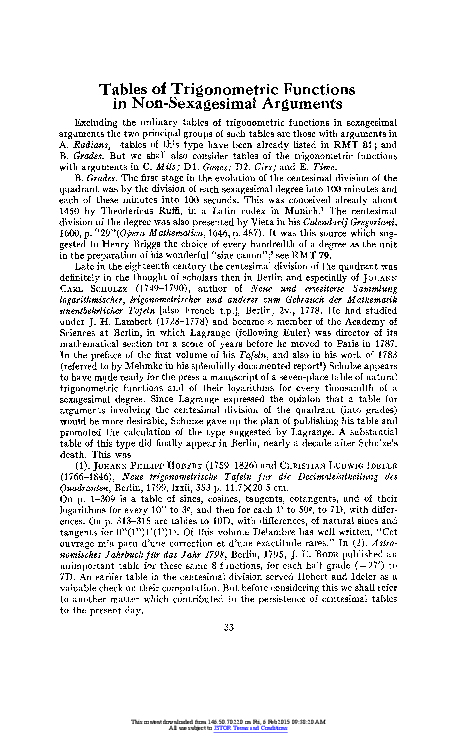 Tables of Trigonometric Functions
in Non-Sexagesimal Arguments
Excluding the ordinary tables of trigonometric functions in sexagesimal
arguments the two principal groups of such tables are those with arguments in
A. Radians, tables of this type have been already listed in RMT 81; and
B. Grades. But we shall also consider tables of the trigonometric functions
with arguments in C. Mils; D1. Gones; D2. Cirs; and E. Time.
B. Grades. The first stage in the evolution of the centesimal division of the
quadrant was by the division of each sexagesimal degree into 100 minutes and
each of these minutes into 100 seconds. This was conceived already about
1450 by Theodericus Ruffi, in a Latin codex in Munich.¹ The centesimal
division of the degree was also presented by Vieta in his Calendarij Gregoriani,
1600, p. "29" (Opera Mathematica, 1646, p. 487). It was this source which sug-
gested to Henry Briggs the choice of every hundredth of a degree as the unit
in the preparation of his wonderful "sine canon"; see RMT 79.
Late in the eighteenth century the centesimal division of the quadrant was
definitely in the thought of scholars then in Berlin and especially of JOHANN
CARL SCHULZE (1749–1790), author of Neue und erweiterte Sammlung
logarithmischer, trigonometrischer und anderer zum Gebrauch der Mathematik
unentbehrlicher Tafeln [also French t.p.], Berlin, 2v., 1778. He had studied
under J. H. Lambert (1728–1778) and became a member of the Academy of
Sciences at Berlin, in which Lagrange (following Euler) was director of its
mathematical section for a score of years before he moved to Paris in 1787.
In the preface of the first volume of his Tafeln, and also in his work of 1783
(referred to by Mehmke in his splendidly documented report) Schulze appears
to have made ready for the press a manuscript of a seven-place table of natural
trigonometric functions and of their logarithms for every thousandth of a
sexagesimal degree. Since Lagrange expressed the opinion that a table for
arguments involving the centesimal division of the quadrant (into grades)
would be more desirable, Schulze gave up the plan of publishing his table and
promoted the calculation of the type suggested by Lagrange. A substantial
table of this type did finally appear in Berlin, nearly a decade after Schulze's
death. This was
(1). JOHANN PHILIPP HOBERT (1759–1826) and CHRISTIAN LUDWIG IDELER
(1766–1846), Neue trigonometrische Tafeln für die Decimaleintheilung des
Quadranten, Berlin, 1799, lxxii, 353 p. 11.7×20.5 cm.
On p. 1–309 is a table of sines, cosines, tangents, cotangents, and of their
logarithms for every 10" to 3ᵍ, and then for each 1' to 50ᵍ, to 7D, with differ-
ences. On p. 313–315 are tables to 10D, with differences, of natural sines and
tangents for Of this volume Delambre has well written, "Cet
ouvrage m'a paru d'une correction et d'une exactitude rares." In (2). Astro-
nomisches Jahrbuch für das Jahr 1798, Berlin, 1795, J. E. BODE published an
unimportant table for these same 8 functions, for each half grade (=27') to
7D. An earlier table in the centesimal division served Hobert and Ideler as a
valuable check on their computation. But before considering this we shall refer
to another matter which contributed in the persistence of centesimal tables
to the present day.
33
This content downloaded from 146.50.70.220 on Fri, 6 Feb 2015 09:38:20 AM
All use subject to JSTOR Terms and Conditions